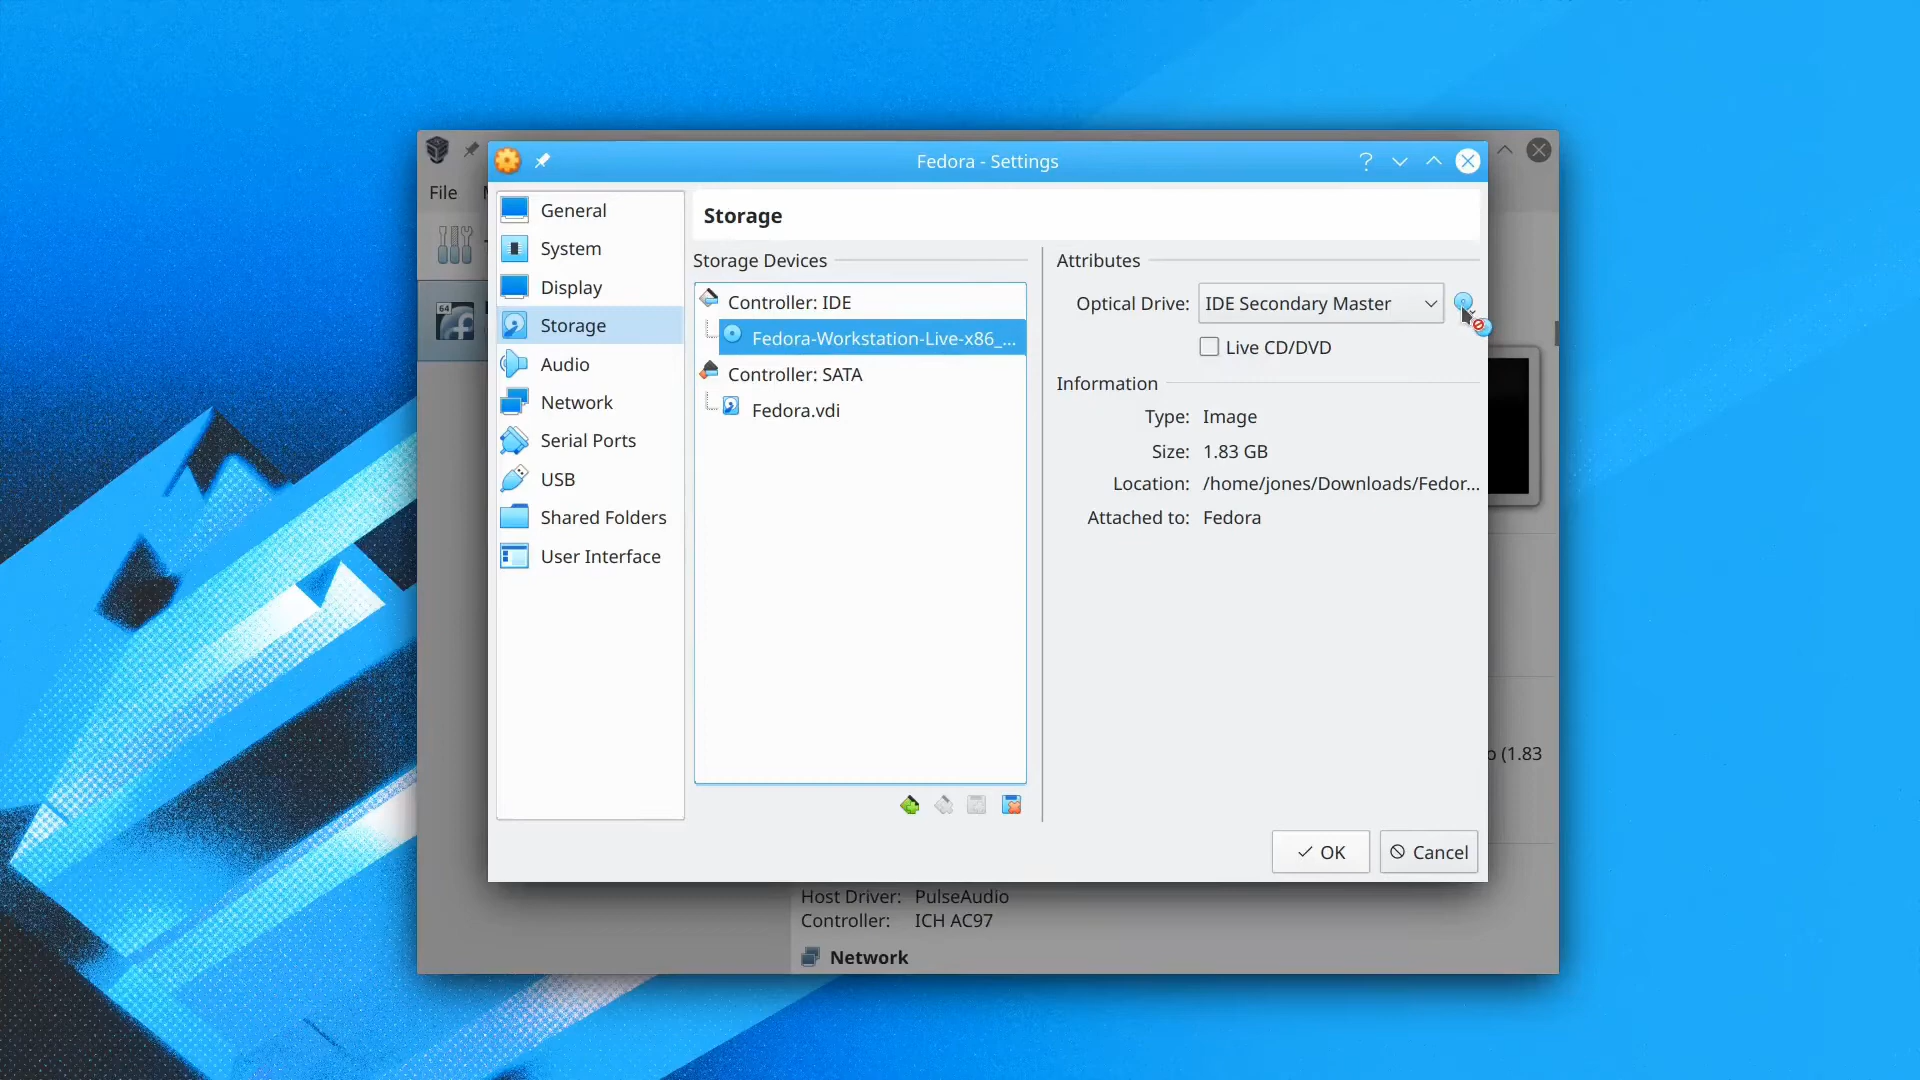 Fedora - Settings
File
64
General
System
Display
Storage
Audio
Network
Serial Ports
USB
Shared Folders
User Interface
Storage
Storage Devices
Controller: IDE
Fedora-Workstation-Live-x86_...
Controller: SATA
Fedora.vdi
Attributes
Optical Drive: IDE Secondary Master
Live CD/DVD
Information
Type: Image
Size: 1.83 GB
Location: /home/jones/Downloads/Fedor...
Attached to: Fedora
OK
Cancel
(1.83
Host Driver: PulseAudio
Controller: ICH AC97
Network